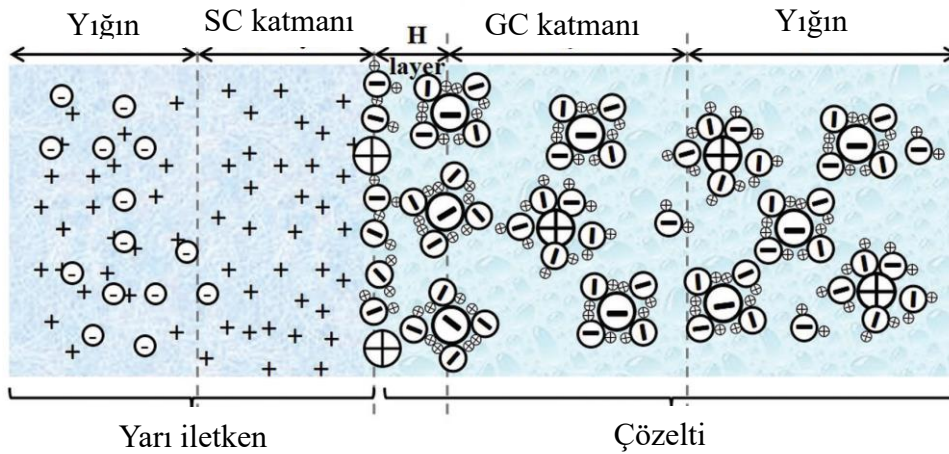 Yığın
SC katmanı
H
layer
GC katmanı
Yığın
Yarı iletken
Çözelti